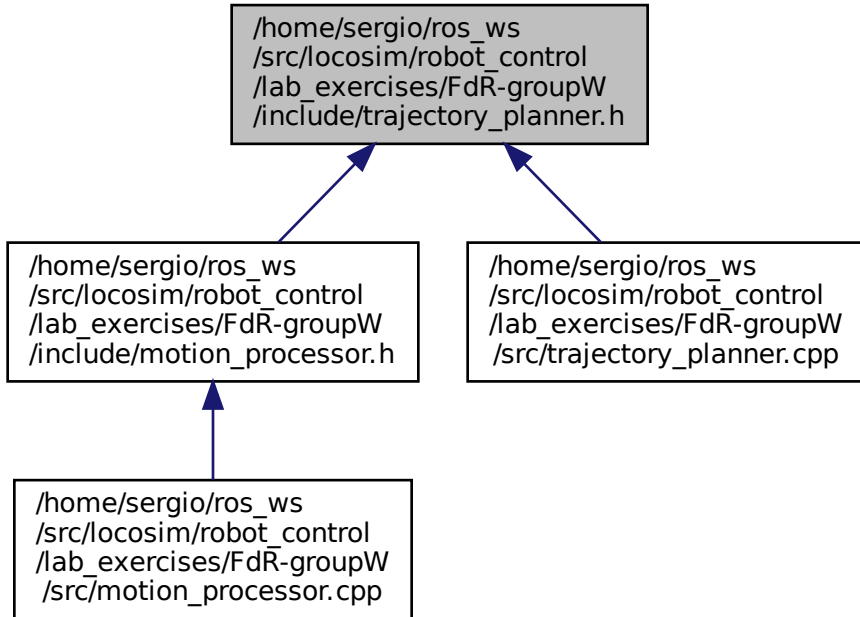 /home/sergio/ros_ws
/src/locosim/robot_control
/lab_exercises/FdR-groupW
/include/trajectory_planner.h
/home/sergio/ros_ws
/src/locosim/robot_control
/lab_exercises/FdR-groupW
/include/motion_processor.h
/home/sergio/ros_ws
/src/locosim/robot_control
/lab_exercises/FdR-groupW
/src/trajectory_planner.cpp
/home/sergio/ros_ws
/src/locosim/robot_control
/lab_exercises/FdR-groupW
/src/motion_processor.cpp